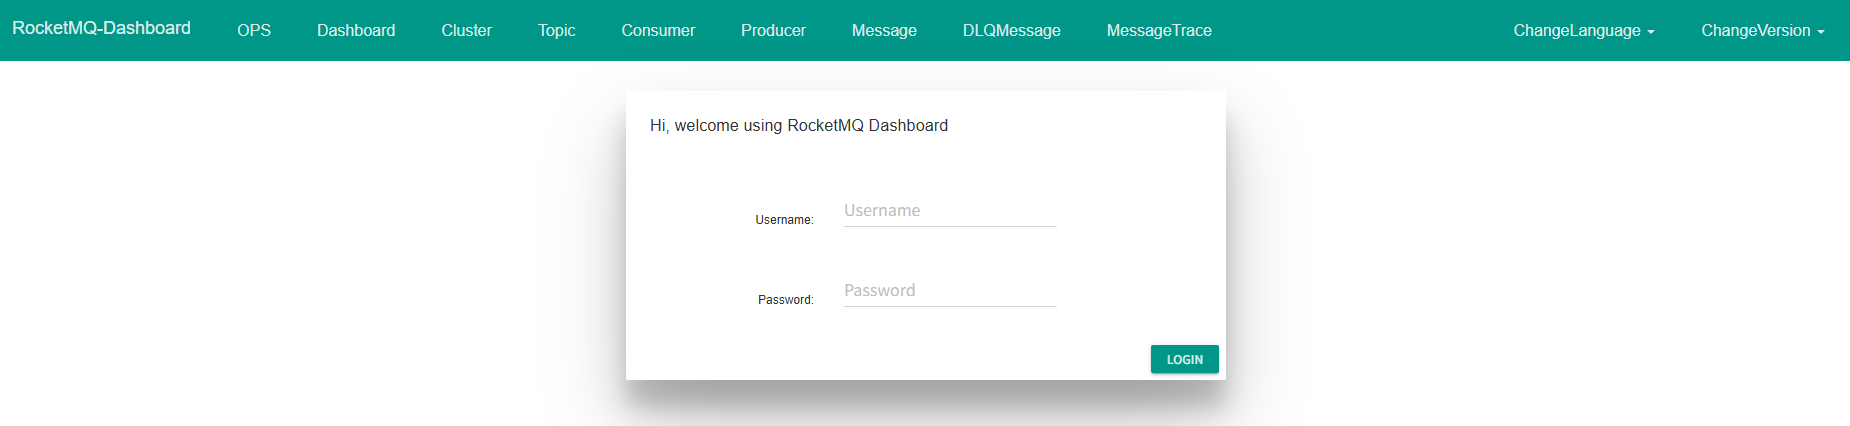 RocketMQ-Dashboard OPS Dashboard Cluster Topic Consumer Producer Message DLQMessage MessageTrace ChangeLanguage ChangeVersion
Hi, welcome using RocketMQ Dashboard
Username: Username
Password: Password
LOGIN